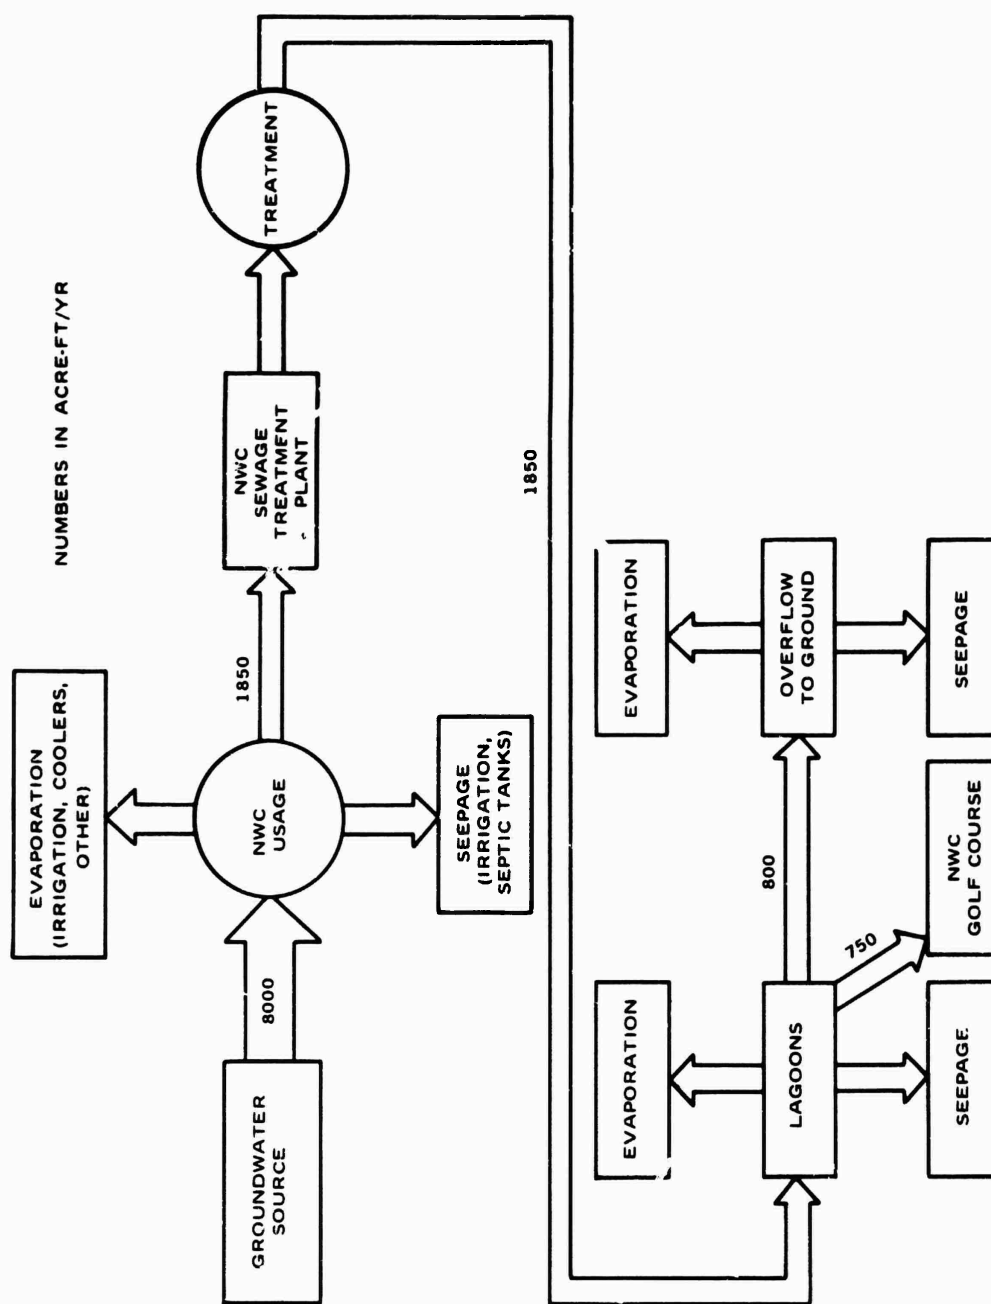 NUMBERS IN ACRE-FT/YR
GROUNDWATER
SOURCE
8000
EVAPORATION
(IRRIGATION, COOLERS,
OTHER)
NWC
USAGE
SEEPAGE
(IRRIGATION,
SEPTIC TANKS)
1850
NWC
SEWAGE
TREATMENT
PLANT
TREATMENT
1850
EVAPORATION
LAGOONS
SEEPAGE
750
NWC
GOLF COURSE
800
EVAPORATION
OVERFLOW
TO GROUND
SEEPAGE